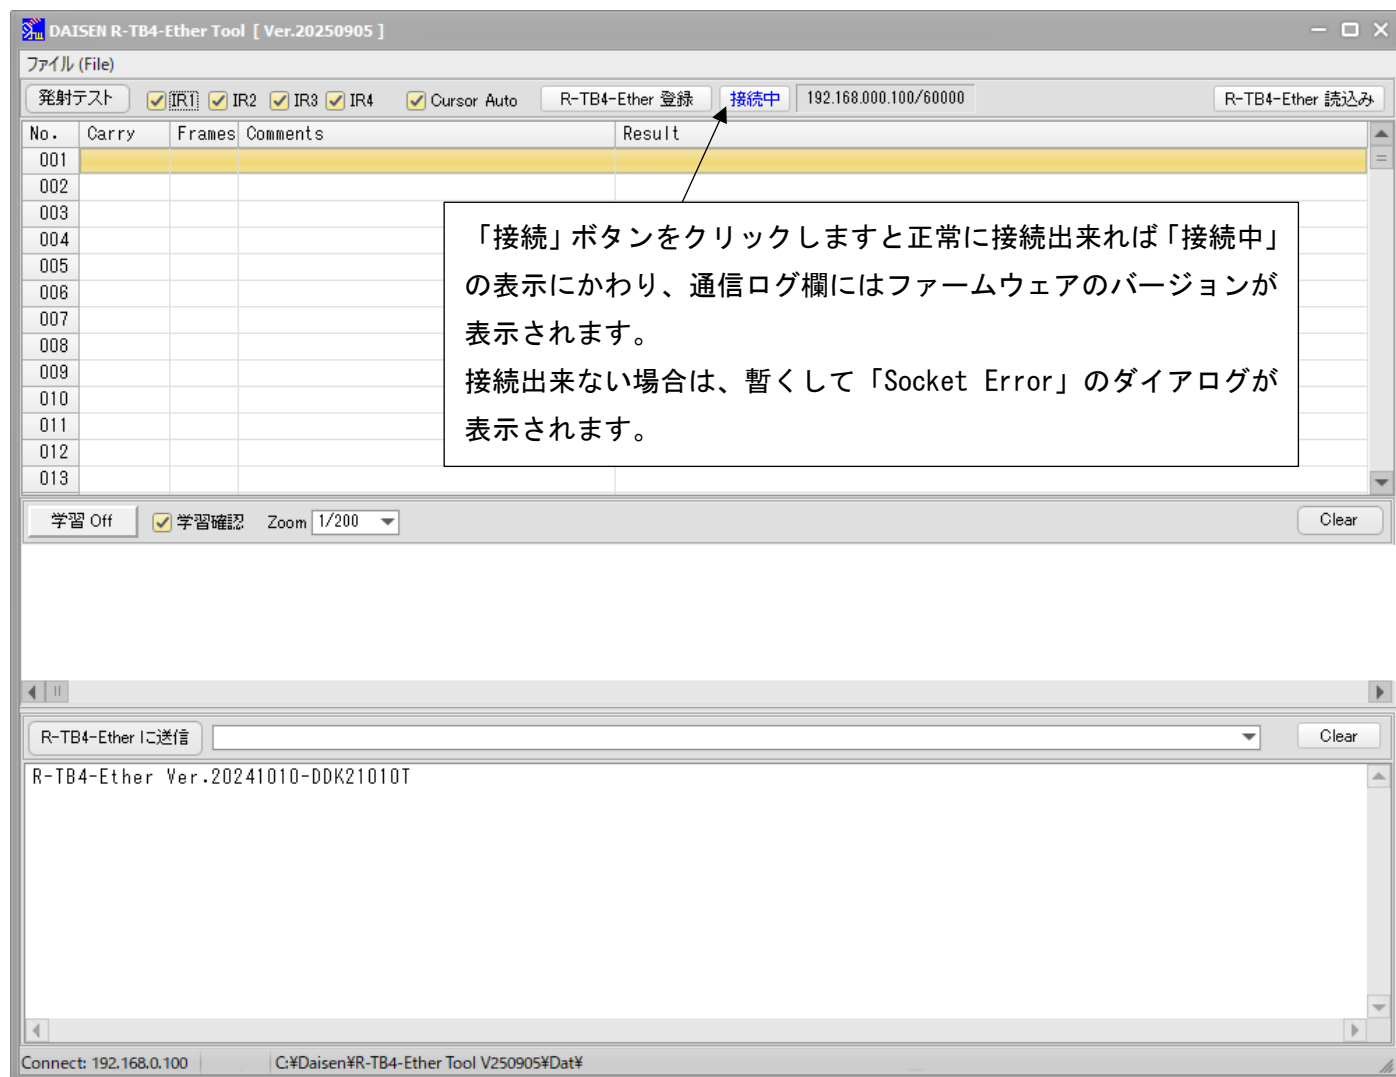 DAISEN R-TB4-Ether Tool [ Ver.20250905 ]
ファイル (File)
発射テスト IR1 IR2 IR3 IR4 Cursor Auto R-TB4-Ether 登録 接続中 192.168.000.100/60000 R-TB4-Ether 読込み
No. Carry Frames Comments Result
001
002
003
004
005
006
007
008
009
010
011
012
013
「接続」ボタンをクリックしますと正常に接続出来れば「接続中」
の表示にかわり、通信ログ欄にはファームウェアのバージョンが
表示されます。
接続出来ない場合は、暫くして「Socket Error」のダイアログが
表示されます。
学習 Off 学習確認 Zoom 1/200 Clear
R-TB4-Ether に送信 Clear
R-TB4-Ether Ver.20241010-DDK21010T
Connect: 192.168.0.100 C:¥Daisen¥R-TB4-Ether Tool V250905¥Dat¥